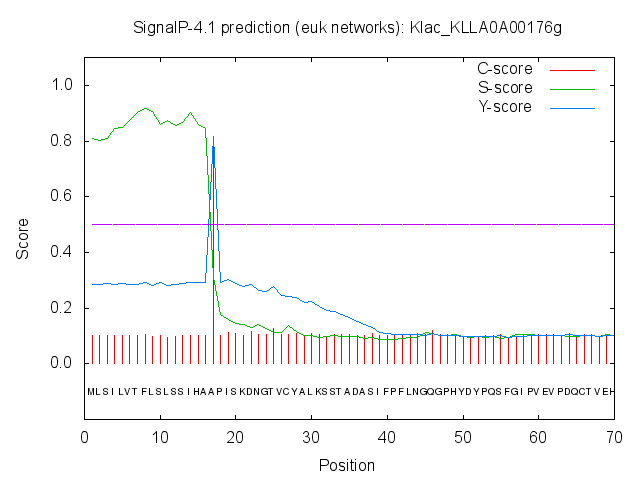 SignalP-4.1 prediction (euk networks): Klac_KLLA0A00176g
C-score
S-score
Y-score
1.0
0.8
0.6
0.4
0.2
0.0
Score
MLSILVTFLSLSSIHAAPISKDNGTVCYALKSSTADASIFPFLNGQGPHYDYPQSFGIPVEVPDQCTVEH
0 10 20 30 40 50 60 70
Position